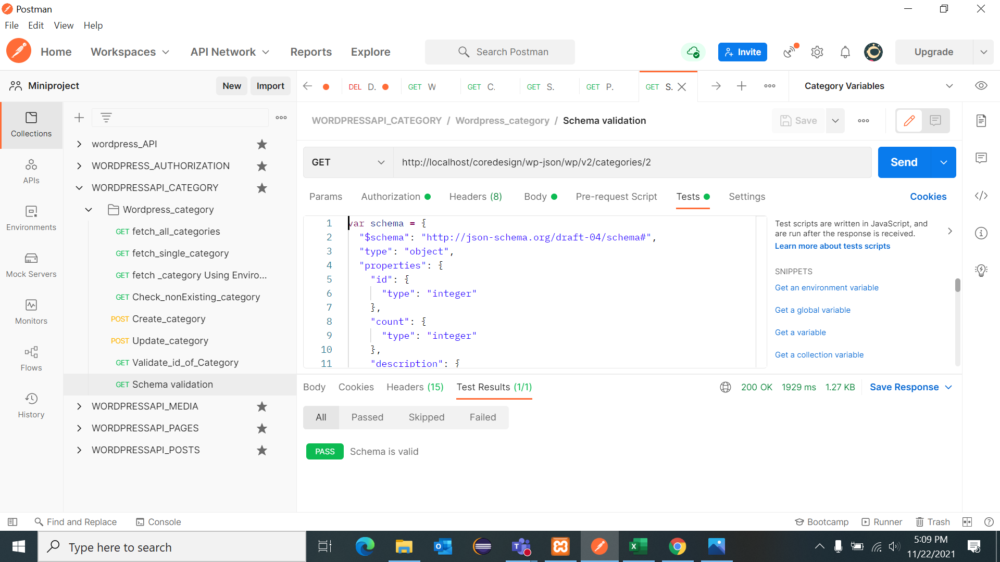 Postman
File Edit View Help
Home Workspaces API Network Reports Explore Search Postman Invite Upgrade
Miniproject New Import DEL D. GET W GET C. GET S. GET P. GET S. Category Variables
Collections
APIs
Environments
Mock Servers
Monitors
Flows
History
wordpress_API
WORDPRESS_AUTHORIZATION
WORDPRESSAPI_CATEGORY
Wordpress_category
GET fetch_all_categories
GET fetch_single_category
GET fetch _category Using Enviro...
GET Check_nonExisting_category
POST Create_category
POST Update_category
GET Validate_id_of_Category
GET Schema validation
WORDPRESSAPI_MEDIA
WORDPRESSAPI_PAGES
WORDPRESSAPI_POSTS
WORDPRESSAPI_CATEGORY / Wordpress_category / Schema validation Save
GET http://localhost/coredesign/wp-json/wp/v2/categories/2 Send
Params Authorization Headers (8) Body Pre-request Script Tests Settings Cookies
1 var schema = {
2 "$schema": "http://json-schema.org/draft-04/schema#",
3 "type": "object",
4 "properties": {
5 "id": {
6 "type": "integer"
7 },
8 "count": {
9 "type": "integer"
10 },
11 "description": {
Test scripts are written in JavaScript, and
are run after the response is received.
Learn more about tests scripts
SNIPPETS
Get an environment variable
Get a global variable
Get a variable
Get a collection variable
Body Cookies Headers (15) Test Results (1/1) 200 OK 1929 ms 1.27 KB Save Response
All Passed Skipped Failed
PASS Schema is valid
Find and Replace Console Bootcamp Runner Trash
Type here to search
5:09 PM
11/22/2021